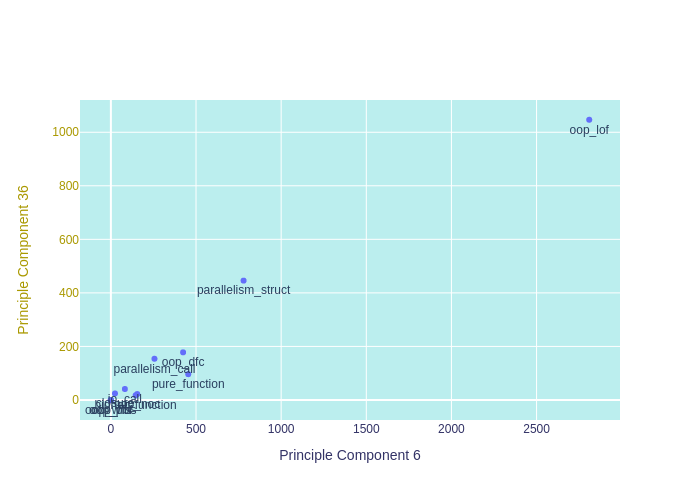 1000
oop_lof
800
600
400
parallelism_struct
200
oop_dfc
parallelism_call
pure_function
0
0
500
1000
1500
2000
2500
Principle Component 6
Principle Component 36